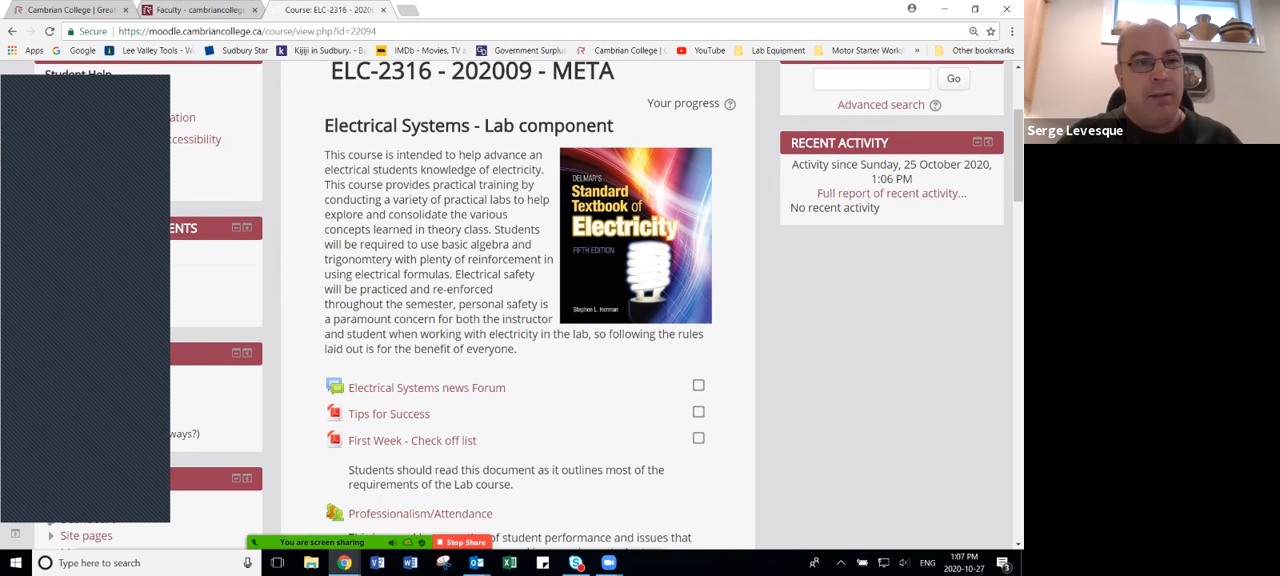 Cambrian College | Great
Faculty - cambriancollege
Course: ELC-2316 - 2020
Secure
https://moodle.cambriancollege.ca/course/view.php?id=22094
Apps
Google
Lee Valley Tools - W
Sudbury Star
Kijiji in Sudbury. - Bu
IMDb - Movies, TV a
Government Surplus
Cambrian College | G
YouTube
Lab Equipment
Motor Starter Works
Other bookmarks
Student Help
ccessibility
ENTS
ways?)
Site pages
ELC-2316 - 202009 - META
Your progress
Electrical Systems - Lab component
This course is intended to help advance an
electrical students knowledge of electricity.
This course provides practical training by
conducting a variety of practical labs to help
explore and consolidate the various
concepts learned in theory class. Students
will be required to use basic algebra and
trigonomtery with plenty of reinforcement in
using electrical formulas. Electrical safety
will be practiced and re-enforced
throughout the semester, personal safety is
a paramount concern for both the instructor
and student when working with electricity in the lab, so following the rules
laid out is for the benefit of everyone.
DELMAR'S
Standard
Textbook of
Electricity
FIFTH EDITION
Stephen L. Herman
Electrical Systems news Forum
Tips for Success
First Week - Check off list
Students should read this document as it outlines most of the
requirements of the Lab course.
Professionalism/Attendance
of student performance and issues that
Go
Advanced search
RECENT ACTIVITY
Activity since Sunday, 25 October 2020,
1:06 PM
Full report of recent activity...
No recent activity
Serge Levesque
You are screen sharing
Stop Share
Type here to search
ENG
1:07 PM
2020-10-27